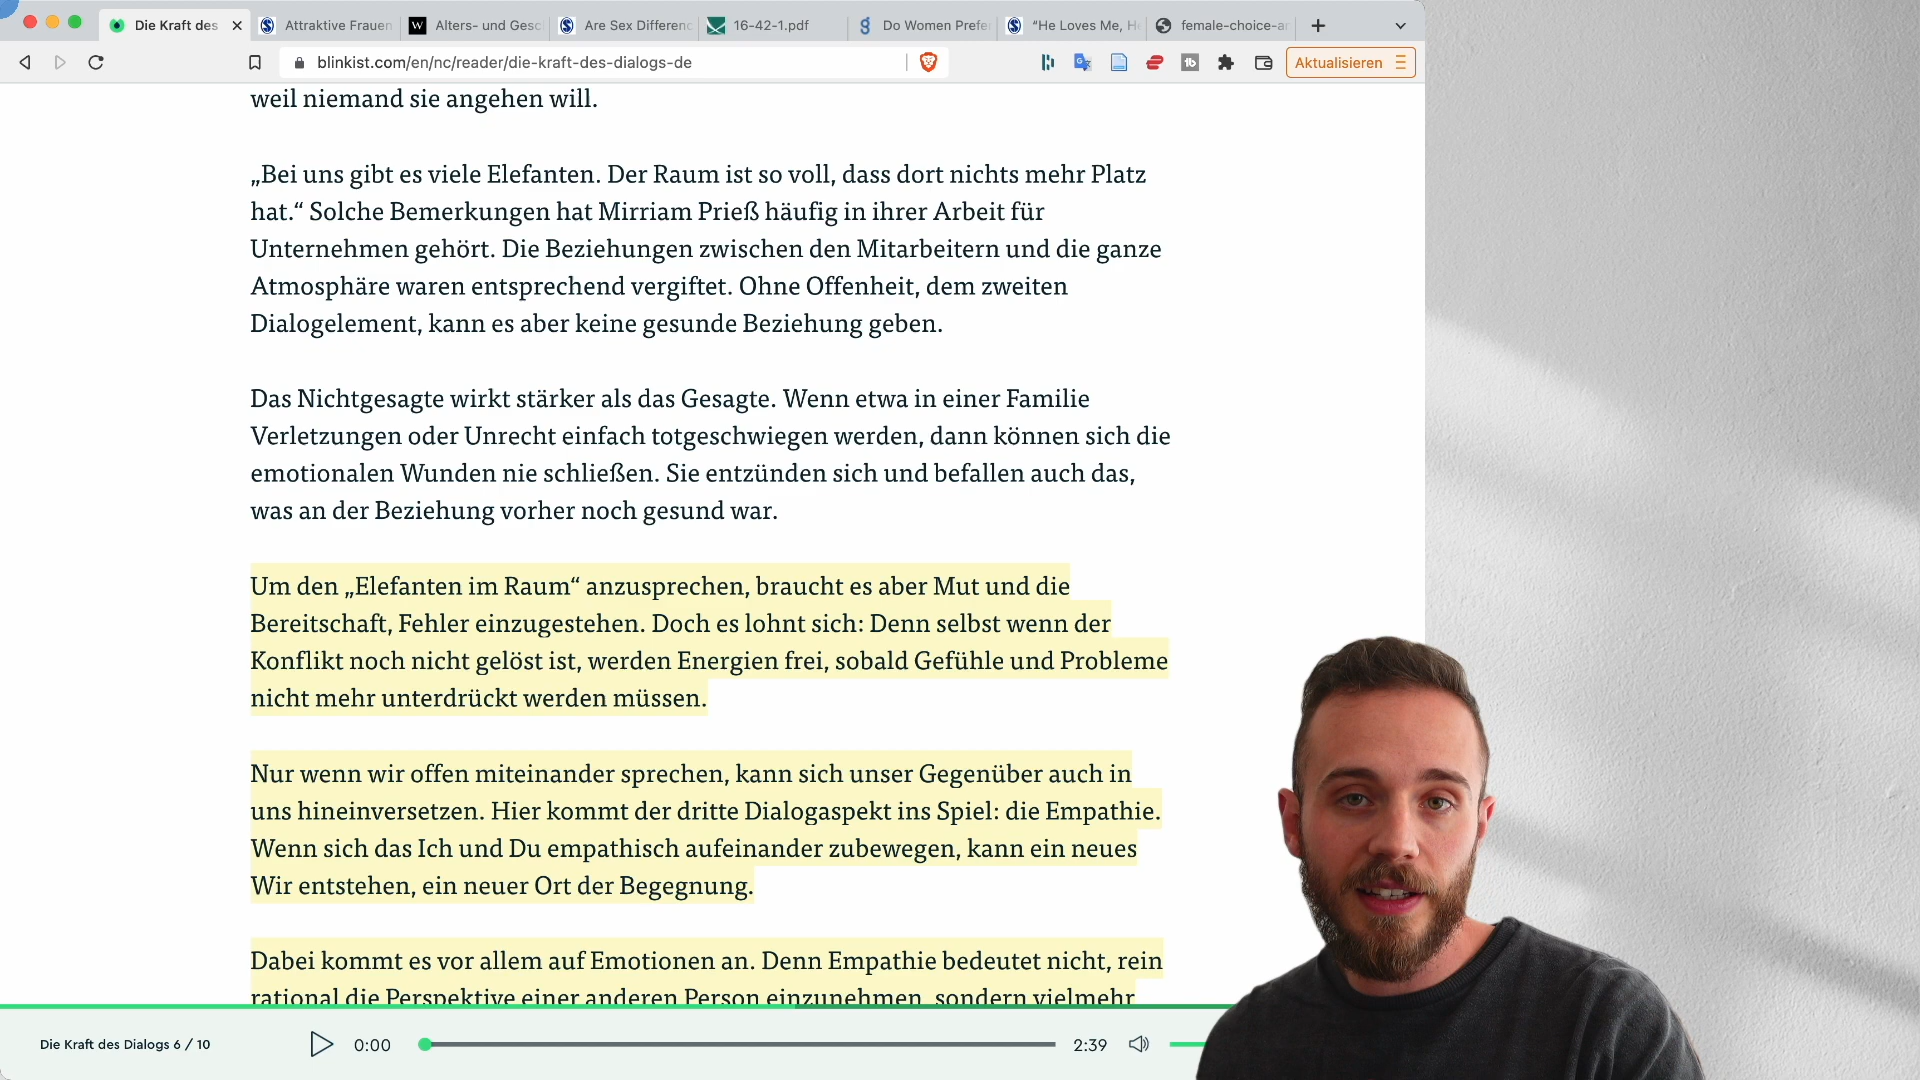 Die Kraft des
Attraktive Frauen
Alters- und Gesc
Are Sex Differenc
16-42-1.pdf
Do Women Prefe
"He Loves Me, He
female-choice-ar
blinkist.com/en/nc/reader/die-kraft-des-dialogs-de
Aktualisieren
weil niemand sie angehen will.
„Bei uns gibt es viele Elefanten. Der Raum ist so voll, dass dort nichts mehr Platz
hat.“ Solche Bemerkungen hat Mirriam Prieß häufig in ihrer Arbeit für
Unternehmen gehört. Die Beziehungen zwischen den Mitarbeitern und die ganze
Atmosphäre waren entsprechend vergiftet. Ohne Offenheit, dem zweiten
Dialogelement, kann es aber keine gesunde Beziehung geben.
Das Nichtgesagte wirkt stärker als das Gesagte. Wenn etwa in einer Familie
Verletzungen oder Unrecht einfach totgeschwiegen werden, dann können sich die
emotionalen Wunden nie schließen. Sie entzünden sich und befallen auch das,
was an der Beziehung vorher noch gesund war.
Um den „Elefanten im Raum“ anzusprechen, braucht es aber Mut und die
Bereitschaft, Fehler einzugestehen. Doch es lohnt sich: Denn selbst wenn der
Konflikt noch nicht gelöst ist, werden Energien frei, sobald Gefühle und Probleme
nicht mehr unterdrückt werden müssen.
Nur wenn wir offen miteinander sprechen, kann sich unser Gegenüber auch in
uns hineinversetzen. Hier kommt der dritte Dialogaspekt ins Spiel: die Empathie.
Wenn sich das Ich und Du empathisch aufeinander zubewegen, kann ein neues
Wir entstehen, ein neuer Ort der Begegnung.
Dabei kommt es vor allem auf Emotionen an. Denn Empathie bedeutet nicht, rein
rational die Perspektive einer anderen Person einzunehmen, sondern vielmehr
Die Kraft des Dialogs 6 / 10
0:00
2:39